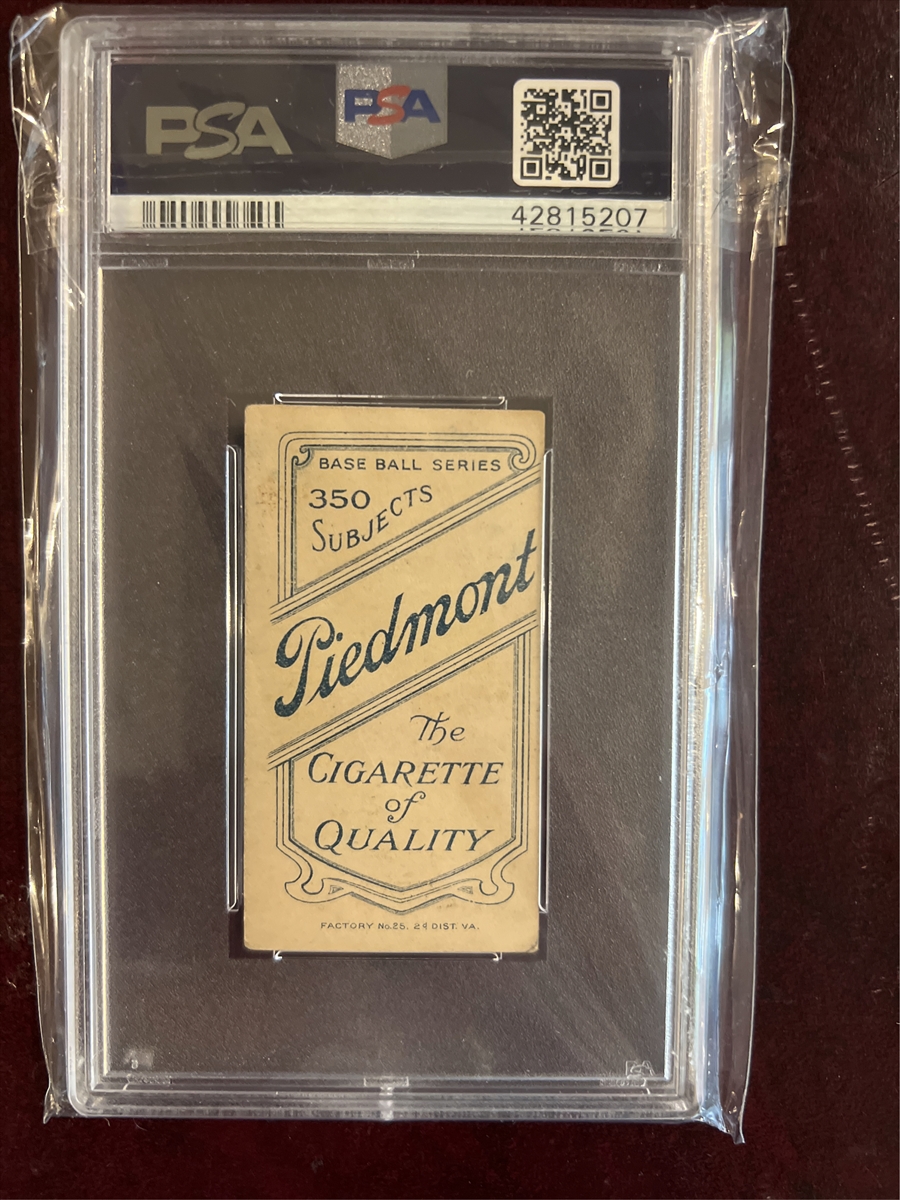 PSA
PSA
42815207
BASE BALL SERIES
350
SUBJECTS
Piedmont
The
CIGARETTE
of
QUALITY
FACTORY No. 25. 2d DIST. VA.